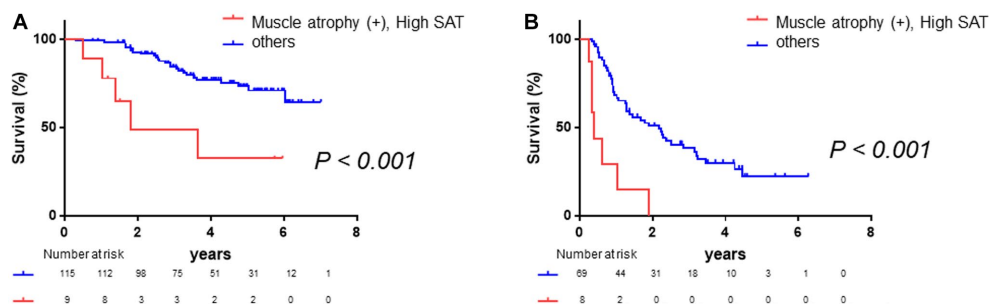 A
Muscle atrophy (+), High SAT
others
Survival (%)
100
50
0
P < 0.001
0 2 4 6 8
years
Number at risk
115 112 98 75 51 31 12 1
9 8 3 3 2 2 0 0
B
Muscle atrophy (+), High SAT
others
Survival (%)
100
50
0
P < 0.001
0 2 4 6 8
years
Number at risk
69 44 31 18 10 3 1 0
8 2 0 0 0 0 0 0